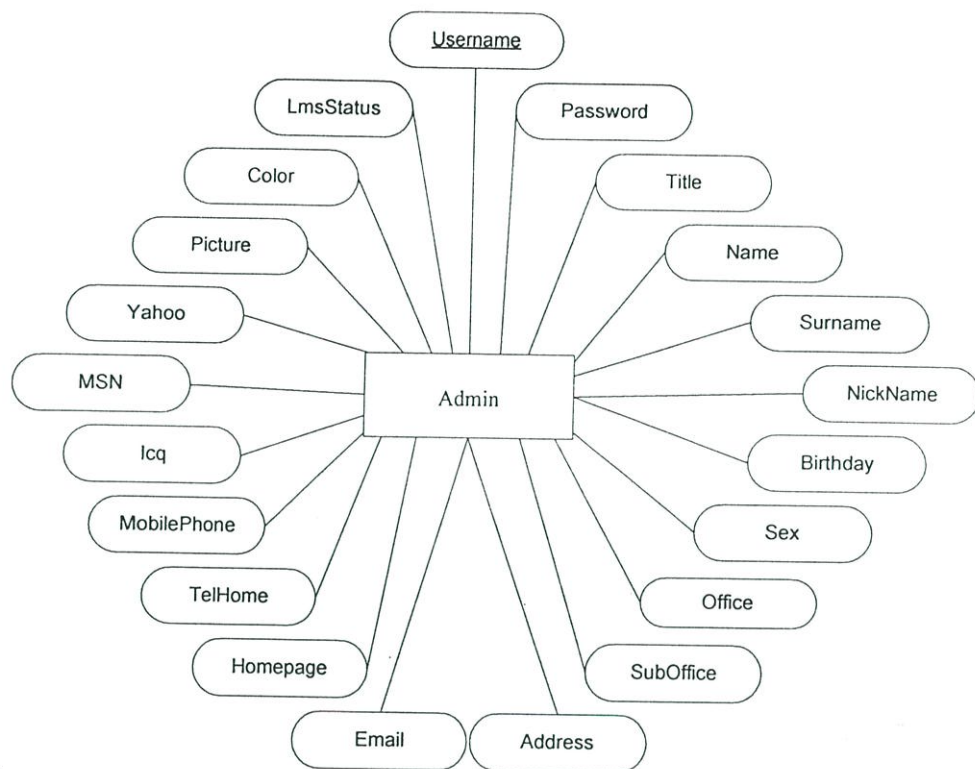 Username
LmsStatus
Password
Color
Title
Picture
Name
Yahoo
Surname
MSN
Admin
NickName
Icq
Birthday
MobilePhone
Sex
TelHome
Office
Homepage
SubOffice
Email
Address